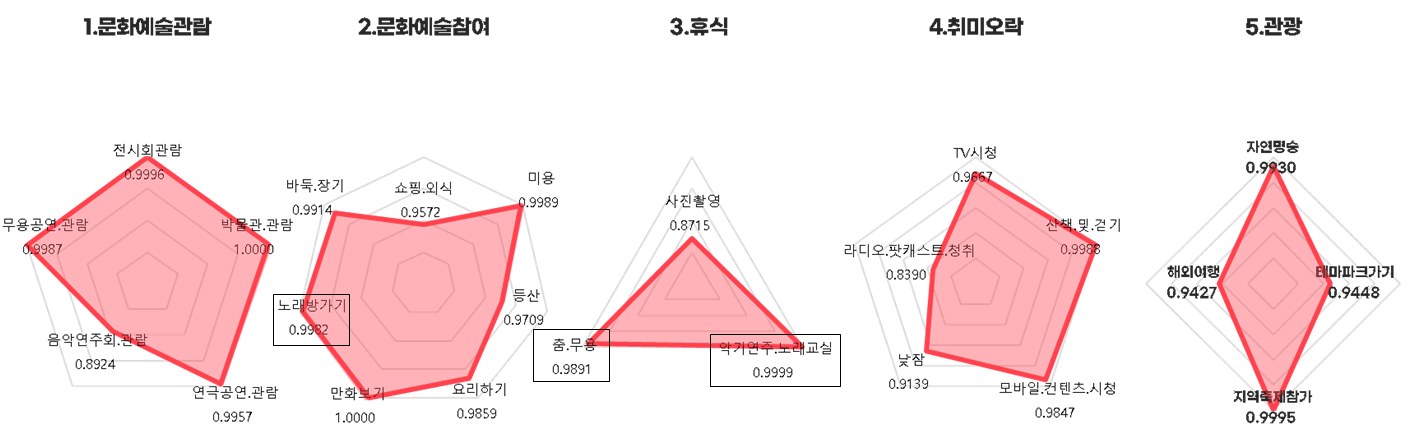 1.문화예술관람
전시회관람
0.9996
무용공연.관람
0.9987
박물관.관람
1.0000
음악연주회.관람
0.8924
연극공연.관람
0.9957
2.문화예술참여
바둑.장기
0.9914
쇼핑.외식
0.9572
미용
0.9989
노래방가기
0.9982
등산
0.9709
만화보기
1.0000
요리하기
0.9859
3.휴식
사진촬영
0.8715
춤.무용
0.9891
악기연주.노래교실
0.9999
4.취미오락
TV시청
0.9667
산책.및.걷기
0.9988
라디오.팟캐스트.청취
0.8390
낮잠
0.9139
모바일.컨텐츠.시청
0.9847
5.관광
자연명승
0.9930
해외여행
0.9427
테마파크가기
0.9448
지역축제참가
0.9995